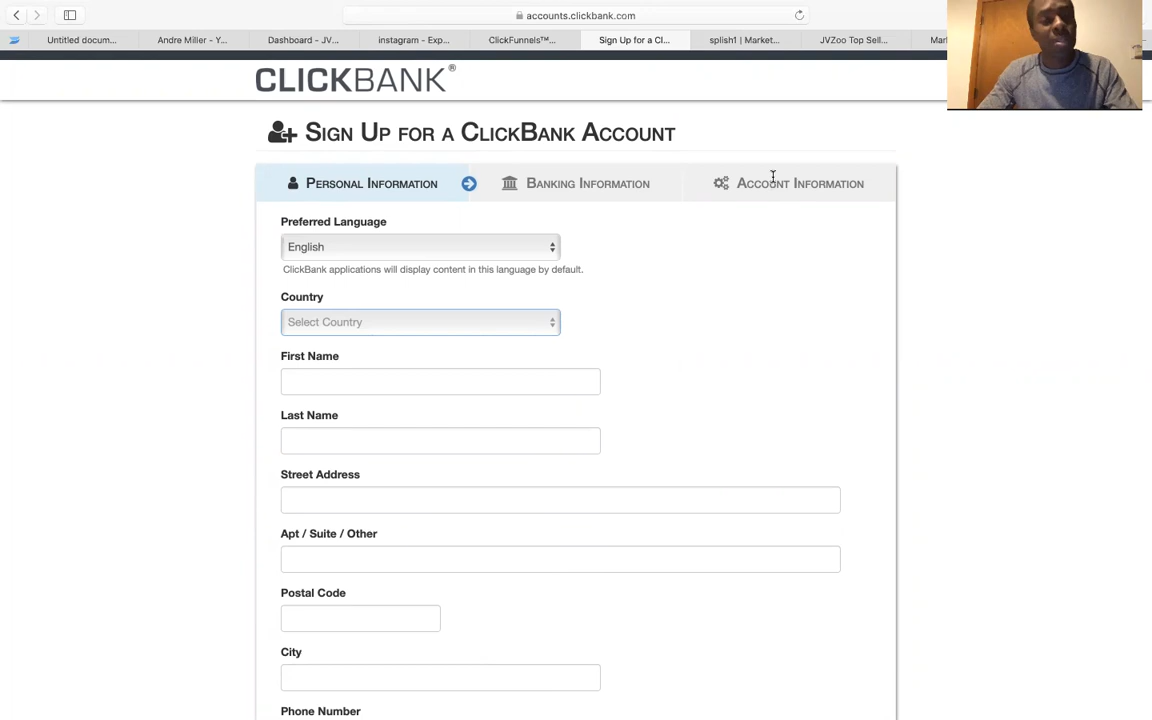 accounts.clickbank.com
Untitled docum...
Andre Miller - Y...
Dashboard - JV...
instagram - Exp...
ClickFunnels™...
Sign Up for a Cl...
splish1 | Market...
JVZoo Top Sell...
Mark
CLICKBANK®
SIGN UP FOR A CLICKBANK ACCOUNT
PERSONAL INFORMATION
BANKING INFORMATION
ACCOUNT INFORMATION
Preferred Language
English
ClickBank applications will display content in this language by default.
Country
Select Country
First Name
Last Name
Street Address
Apt / Suite / Other
Postal Code
City
Phone Number